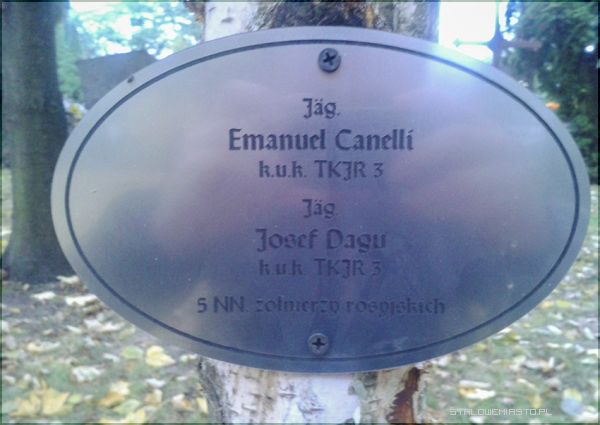 Jäg.
Emanuel Canelli
k.u.k. TKJR 3
Jäg.
Josef Dagu
k.u.k. TKJR 3
5 NN. żołnierzy rosyjskich
STALOWEMIASTO.PL